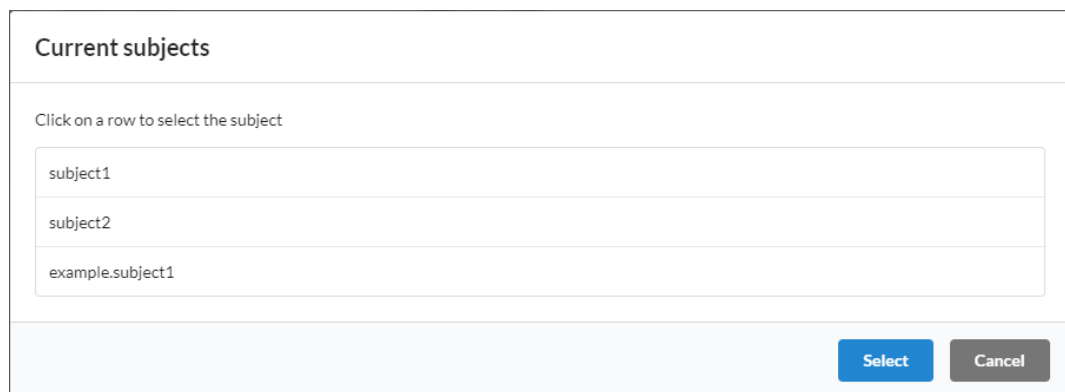 Current subjects
Click on a row to select the subject
subject1
subject2
example.subject1
Select Cancel